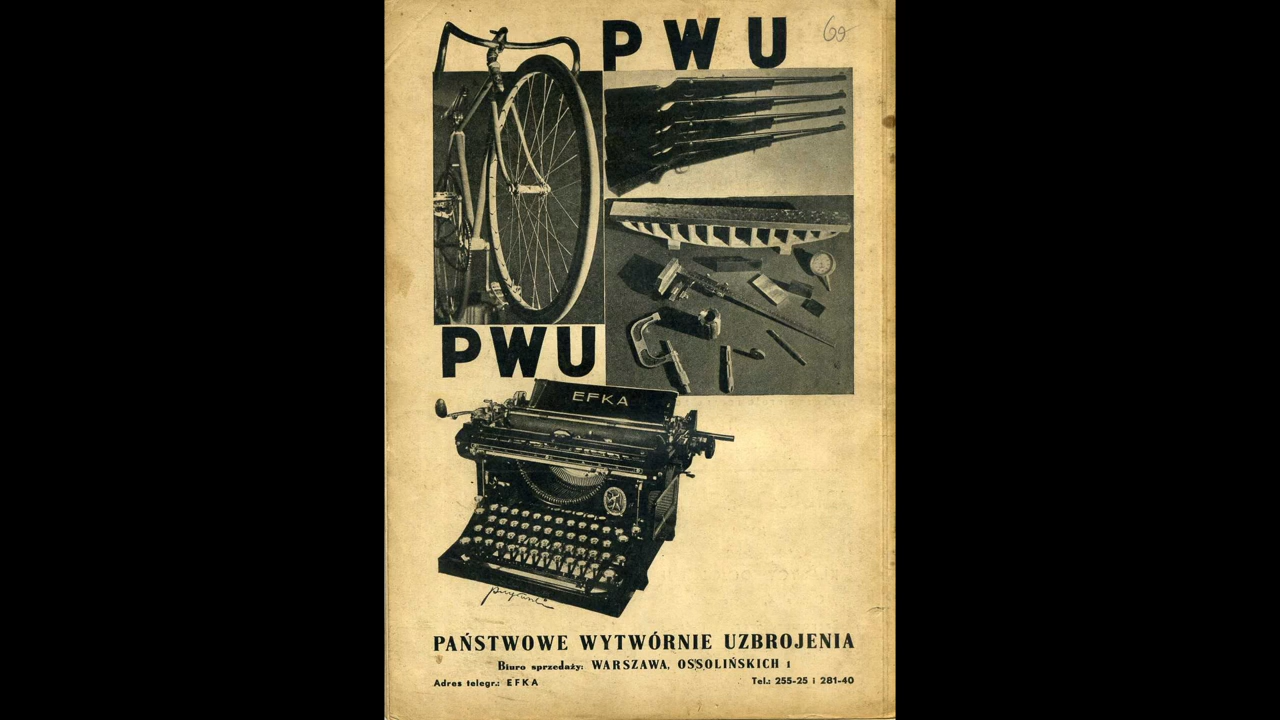 PWU
69
PWU
EFKA
PAŃSTWOWE WYTWÓRNIE UZBROJENIA
Biuro sprzedaży: WARSZAWA, OSSOLIŃSKICH 1
Adres telegr.: EFKA
Tel.: 255-25 i 281-40